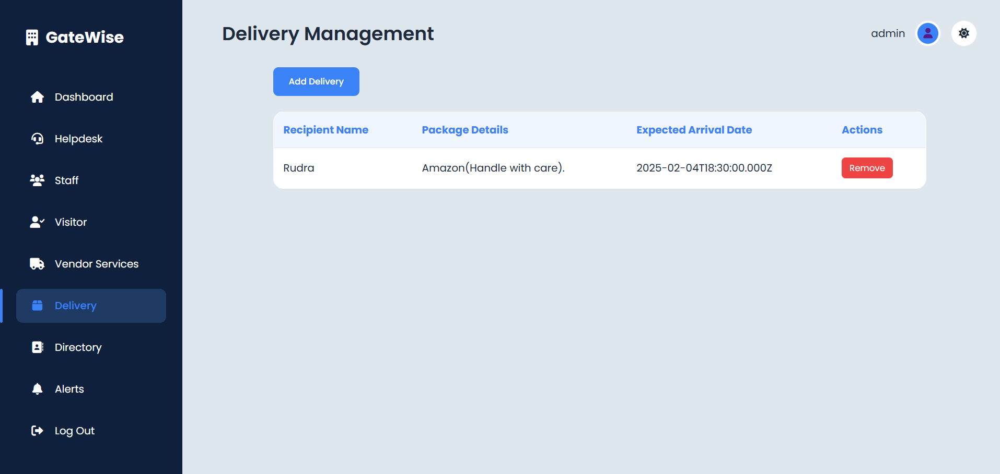 GateWise
Dashboard
Helpdesk
Staff
Visitor
Vendor Services
Delivery
Directory
Alerts
Log Out
Delivery Management
admin
Add Delivery
Recipient Name Package Details Expected Arrival Date Actions
Rudra Amazon(Handle with care). 2025-02-04T18:30:00.000Z Remove